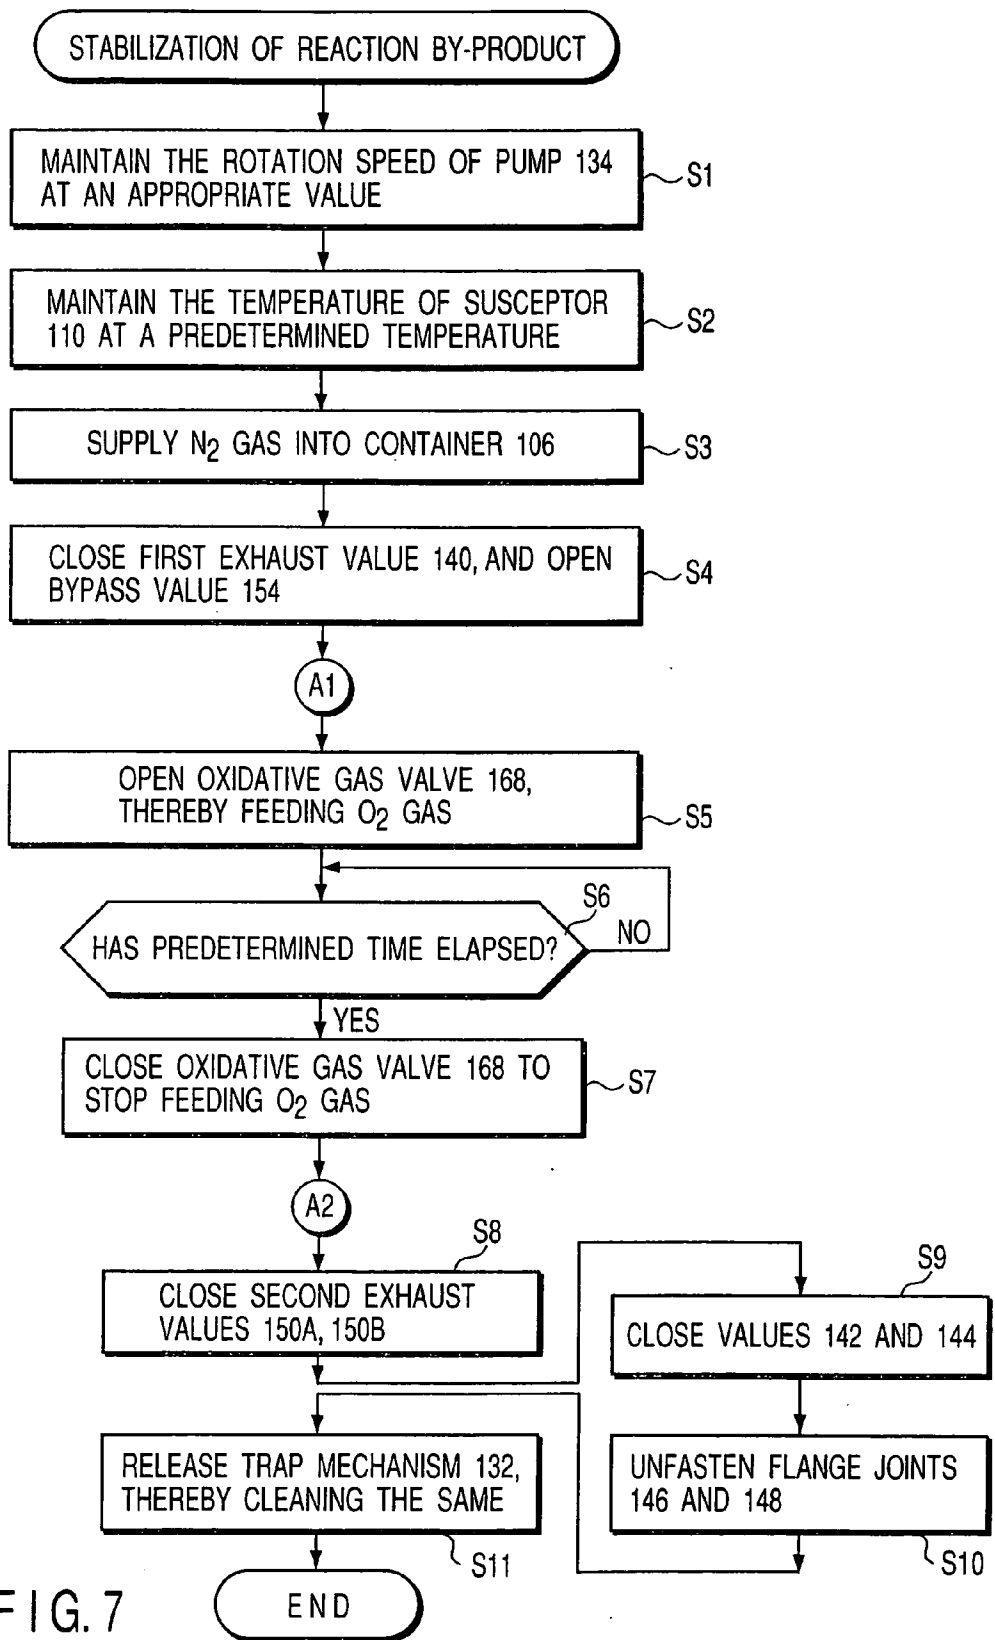 STABILIZATION OF REACTION BY-PRODUCT
MAINTAIN THE ROTATION SPEED OF PUMP 134
AT AN APPROPRIATE VALUE
S1
MAINTAIN THE TEMPERATURE OF SUSCEPTOR
110 AT A PREDETERMINED TEMPERATURE
S2
SUPPLY N2 GAS INTO CONTAINER 106
S3
CLOSE FIRST EXHAUST VALUE 140, AND OPEN
BYPASS VALUE 154
S4
A1
OPEN OXIDATIVE GAS VALVE 168,
THEREBY FEEDING O2 GAS
S5
S6
HAS PREDETERMINED TIME ELAPSED?
NO
YES
CLOSE OXIDATIVE GAS VALVE 168 TO
STOP FEEDING O2 GAS
S7
A2
S8
CLOSE SECOND EXHAUST
VALUES 150A, 150B
S9
CLOSE VALUES 142 AND 144
UNFASTEN FLANGE JOINTS
146 AND 148
S10
RELEASE TRAP MECHANISM 132,
THEREBY CLEANING THE SAME
S11
END
FIG. 7